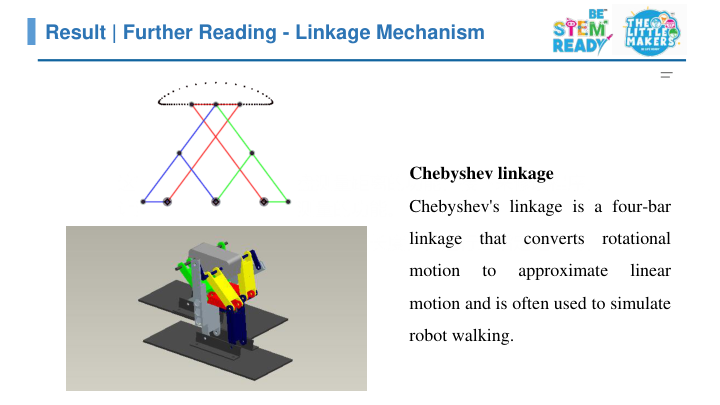 Result | Further Reading - Linkage Mechanism
BE
STEM
READY
THE
LITTLE
MAKERS
Chebyshev linkage
Chebyshev's linkage is a four-bar
linkage that converts rotational
motion to approximate linear
motion and is often used to simulate
robot walking.